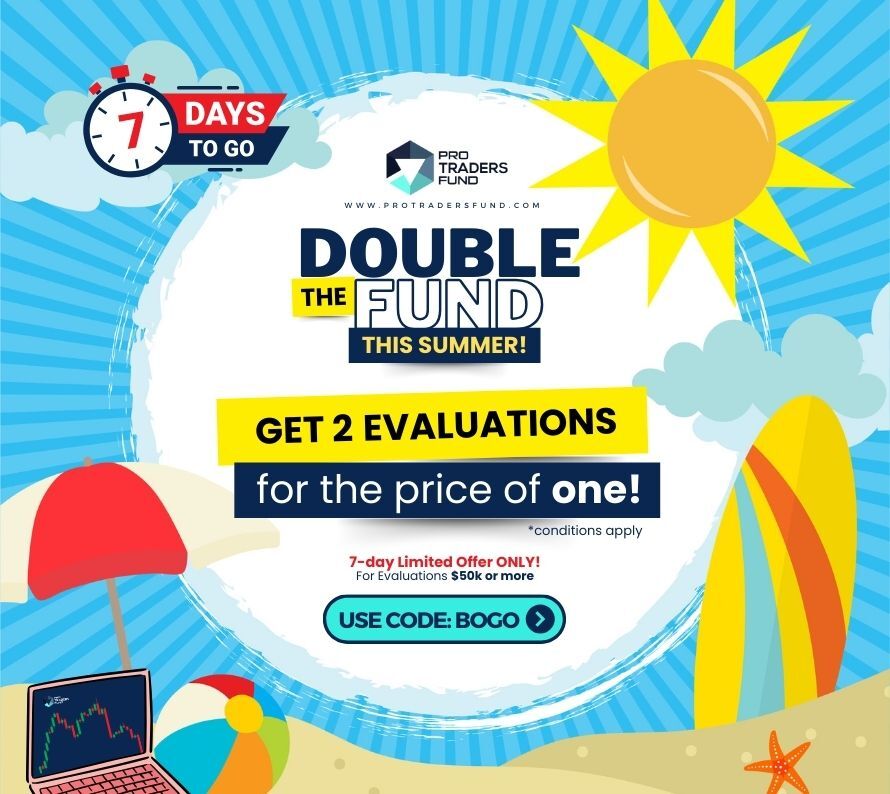 7 DAYS
TO GO
PRO
TRADERS
FUND
WWW.PROTRADERSFUND.COM
DOUBLE
THE FUND
THIS SUMMER!
GET 2 EVALUATIONS
for the price of one!
*conditions apply
7-day Limited Offer ONLY!
For Evaluations $50k or more
USE CODE: BOGO